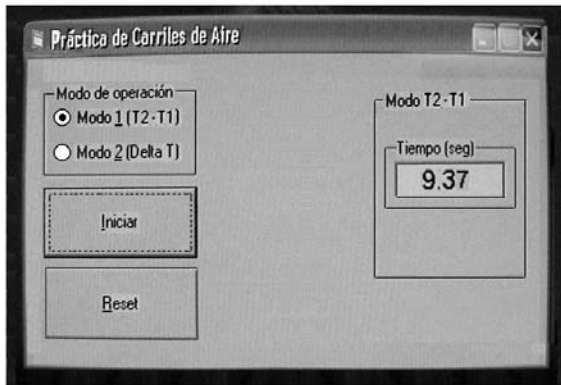 Práctica de Carriles de Aire
Modo de operación
Modo 1 (T2-T1)
Modo 2 (Delta T)
Iniciar
Reset
Modo T2-T1
Tiempo (seg)
9.37